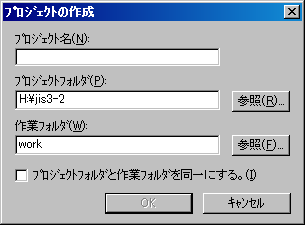 ﾌﾟﾛｼﾞｪｸﾄの作成
ﾌﾟﾛｼﾞｪｸﾄ名(N):
ﾌﾟﾛｼﾞｪｸﾄﾌｫﾙﾀﾞ(P):
H:¥jis3-2
参照(R)...
作業ﾌｫﾙﾀﾞ(W):
work
参照(F)...
ﾌﾟﾛｼﾞｪｸﾄﾌｫﾙﾀﾞと作業ﾌｫﾙﾀﾞを同一にする。(I)
OK
ｷｬﾝｾﾙ